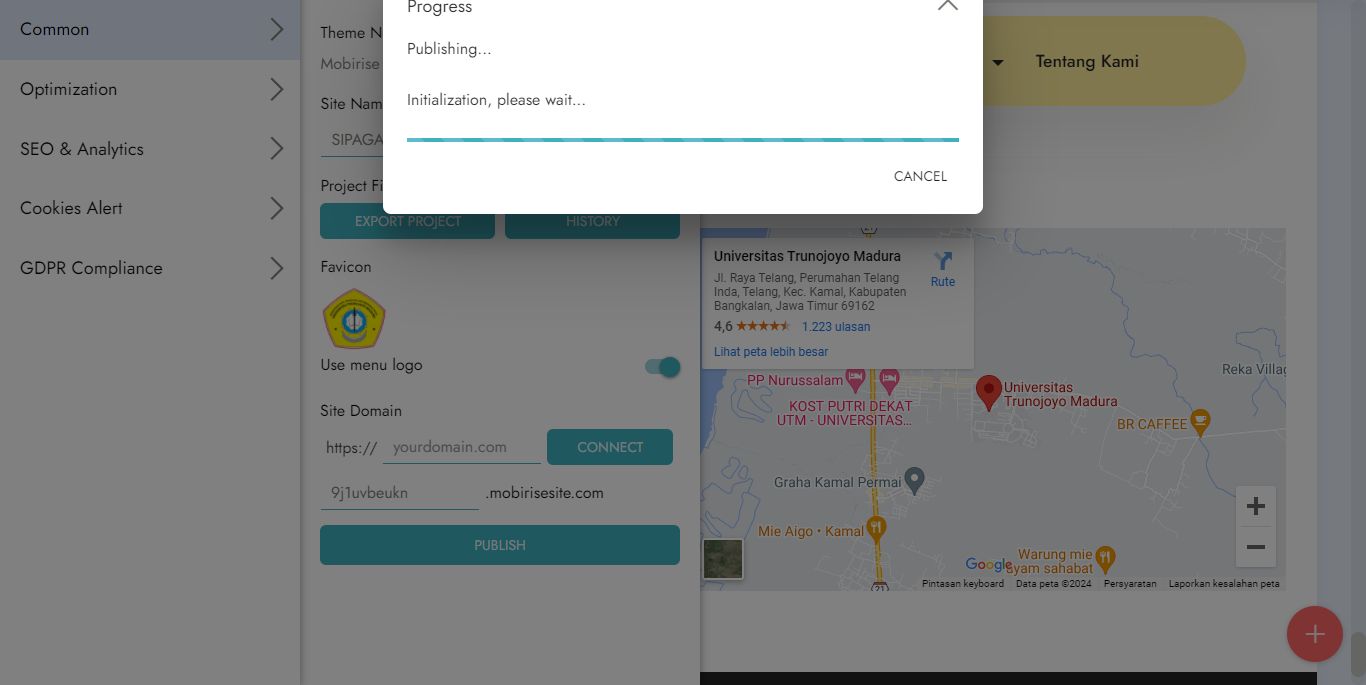 Common
Optimization
SEO & Analytics
Cookies Alert
GDPR Compliance
Theme N
Mobirise
Site Nam
SIPAGA
Project Fi
EXPORT PROJECT
HISTORY
Favicon
Use menu logo
Site Domain
https://
yourdomain.com
CONNECT
9j1uvbeukn
.mobirisesite.com
PUBLISH
Progress
Publishing...
Initialization, please wait...
CANCEL
Tentang Kami
Universitas Trunojoyo Madura
Jl. Raya Telang, Perumahan Telang
Inda, Telang, Kec. Kamal, Kabupaten
Bangkalan, Jawa Timur 69162
4,6
1.223 ulasan
Lihat peta lebih besar
Rute
21
PP Nurussalam
KOST PUTRI DEKAT
UTM - UNIVERSITAS...
Universitas
Trunojoyo Madura
Reka Villag
BR CAFFEE
Graha Kamal Permai
Mie Aigo • Kamal
Warung mie
ayam sahabat
21
Google
Pintasan keyboard
Data peta ©2024
Persyaratan
Laporkan kesalahan peta